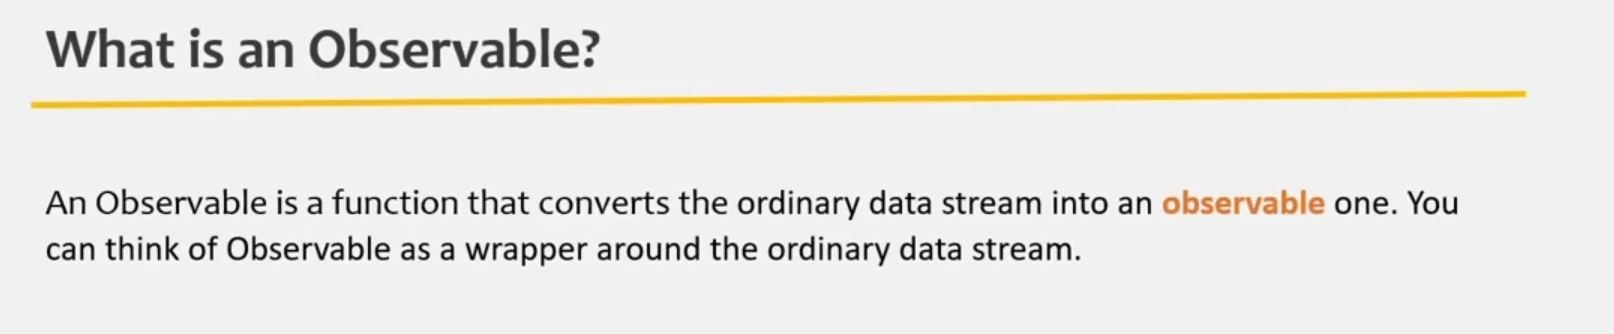 What is an Observable?
An Observable is a function that converts the ordinary data stream into an observable one. You
can think of Observable as a wrapper around the ordinary data stream.